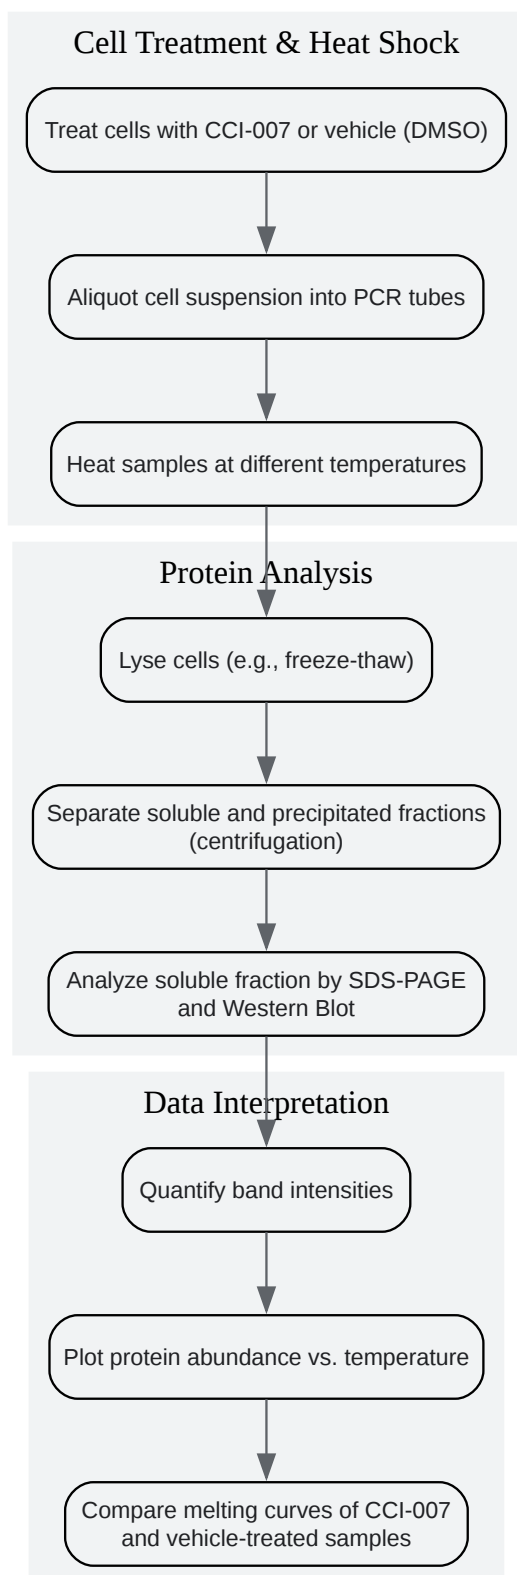 Cell Treatment & Heat Shock
Treat cells with CCI-007 or vehicle (DMSO)
Aliquot cell suspension into PCR tubes
Heat samples at different temperatures
Protein Analysis
Lyse cells (e.g., freeze-thaw)
Separate soluble and precipitated fractions
(centrifugation)
Analyze soluble fraction by SDS-PAGE
and Western Blot
Data Interpretation
Quantify band intensities
Plot protein abundance vs. temperature
Compare melting curves of CCI-007
and vehicle-treated samples